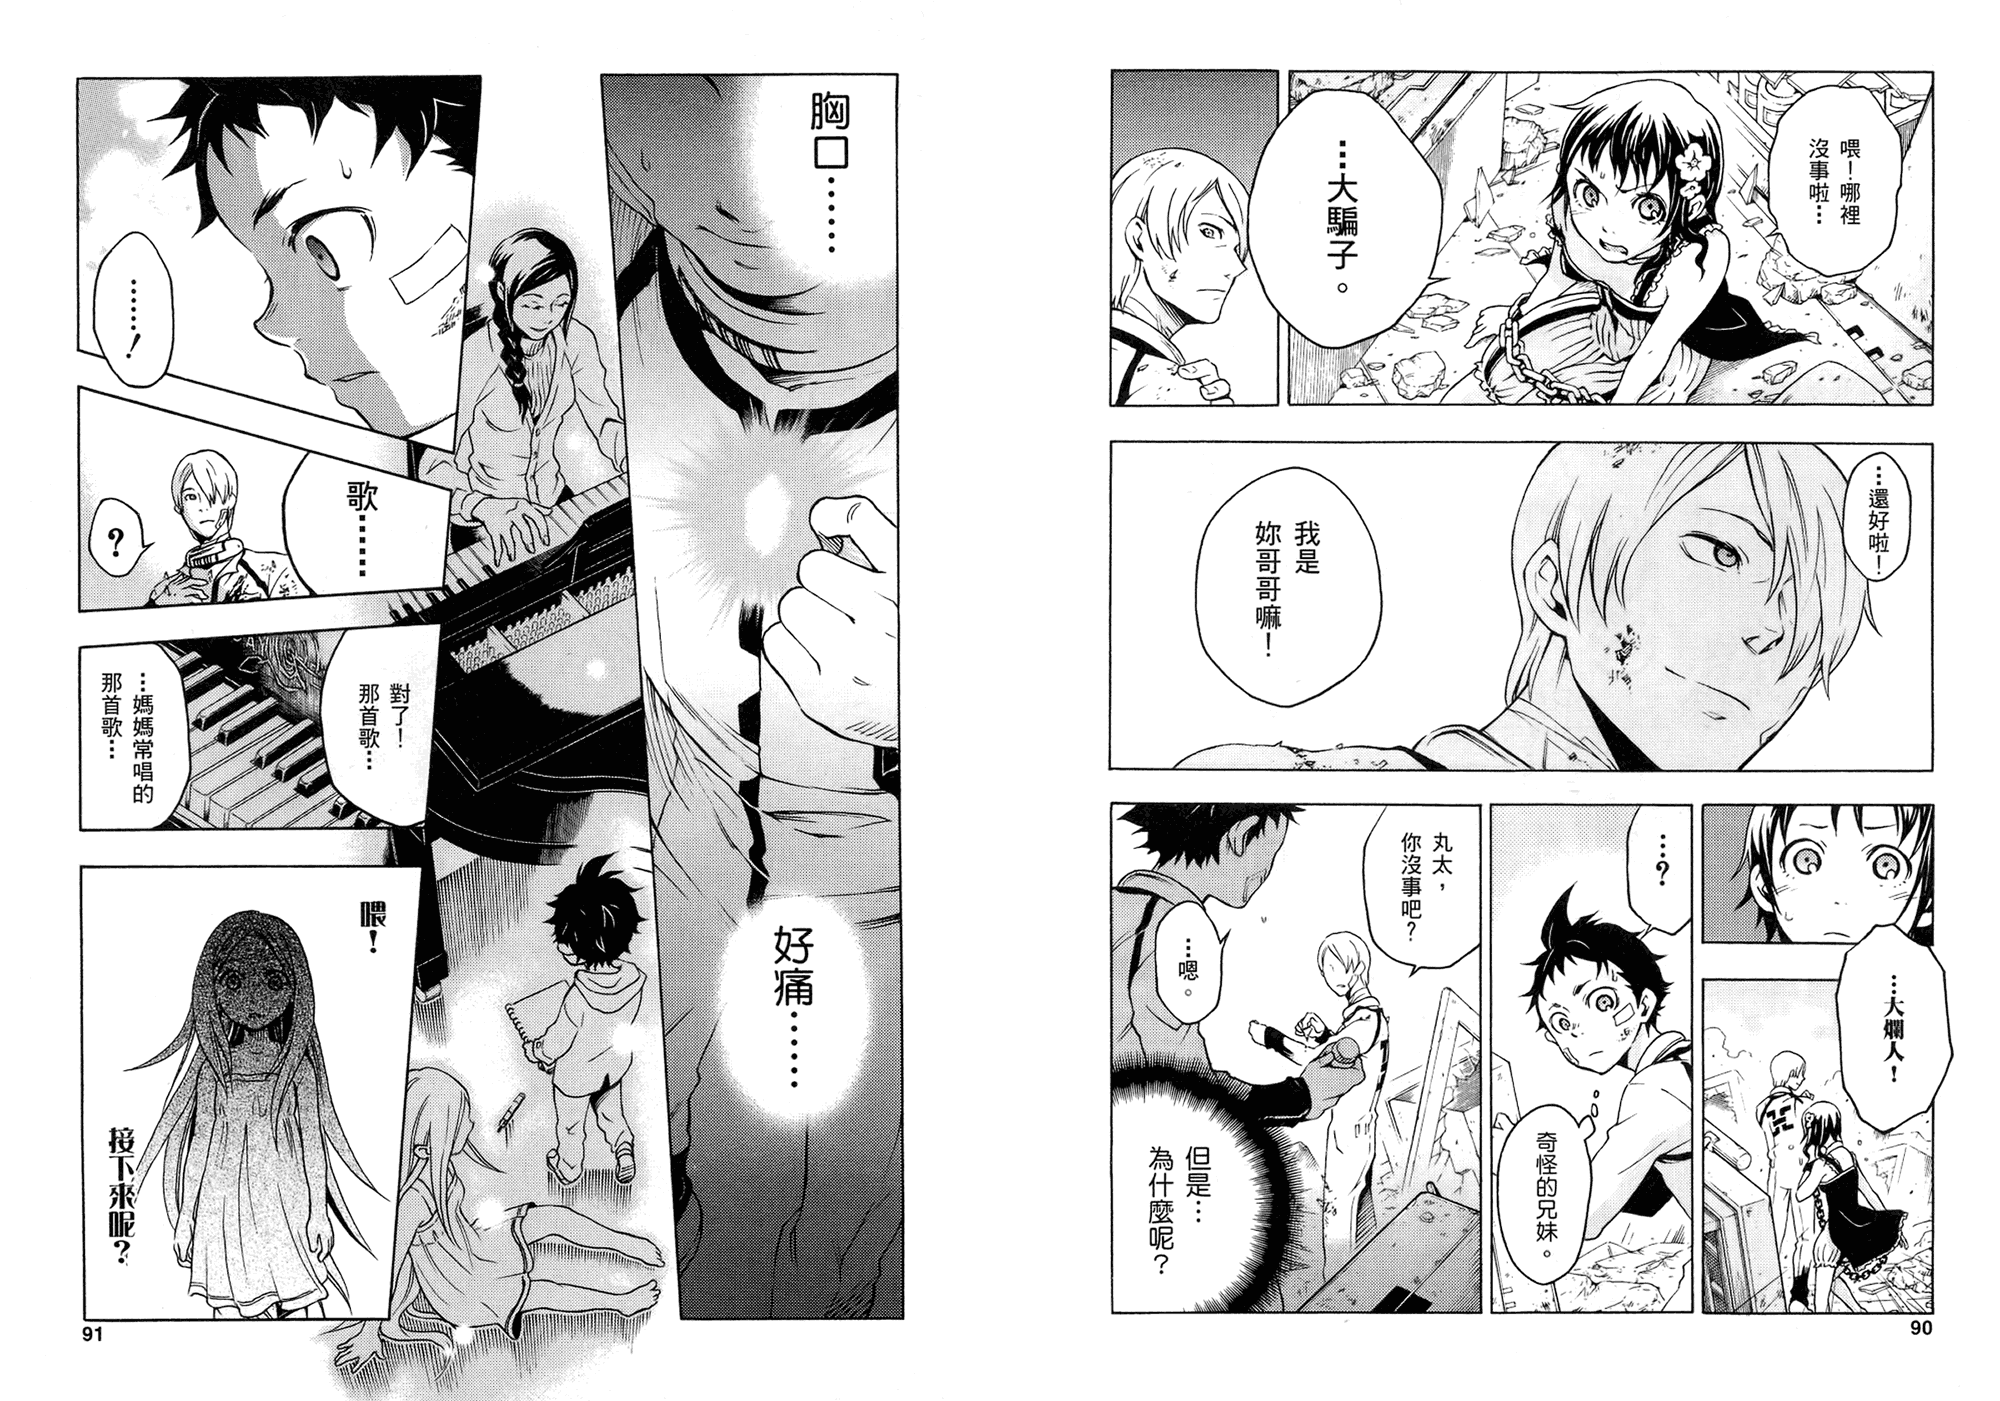 喂！哪裡
沒事啦…
…大騙子。
…還好啦！
我是
妳哥哥嘛！
…大爛人！
…？
奇怪的兄妹。
丸太，
你沒事吧？
…嗯。
但是…
為什麼呢？
90
胸口……
好痛……
……！
歌……
？
對了！
那首歌…
…媽媽常唱的
那首歌…
喂！
接下來呢？
91